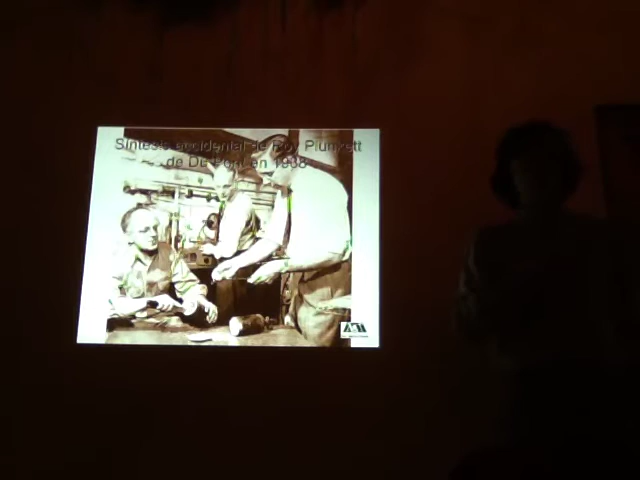 Síntesis accidental de Roy Plunkett
de Du Pont en 1938